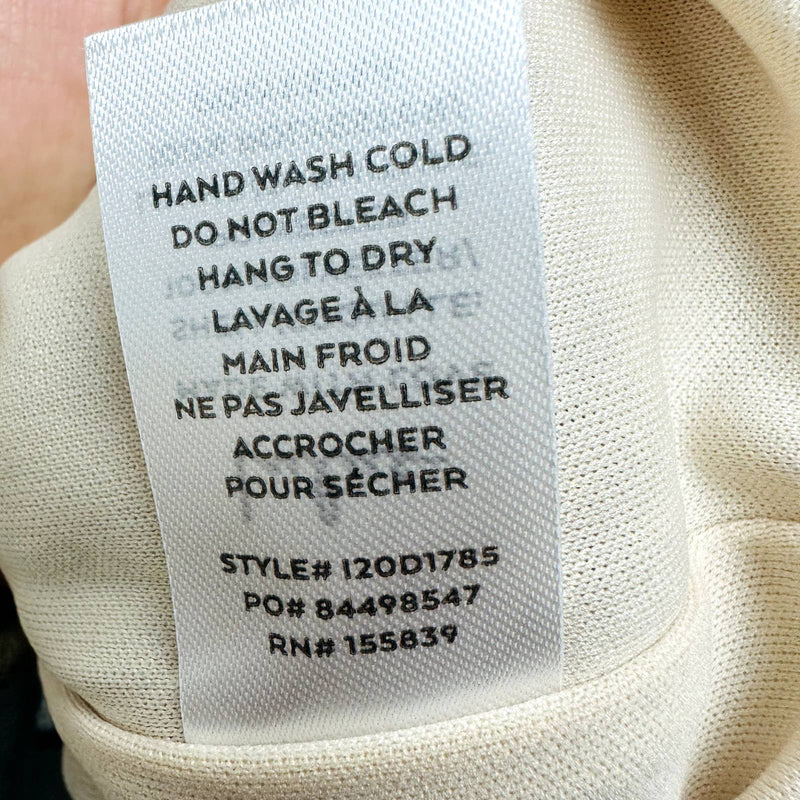 HAND WASH COLD
DO NOT BLEACH
HANG TO DRY
LAVAGE À LA
MAIN FROID
NE PAS JAVELLISER
ACCROCHER
POUR SÉCHER
STYLE# I20D1785
PO# 84498547
RN# 155839